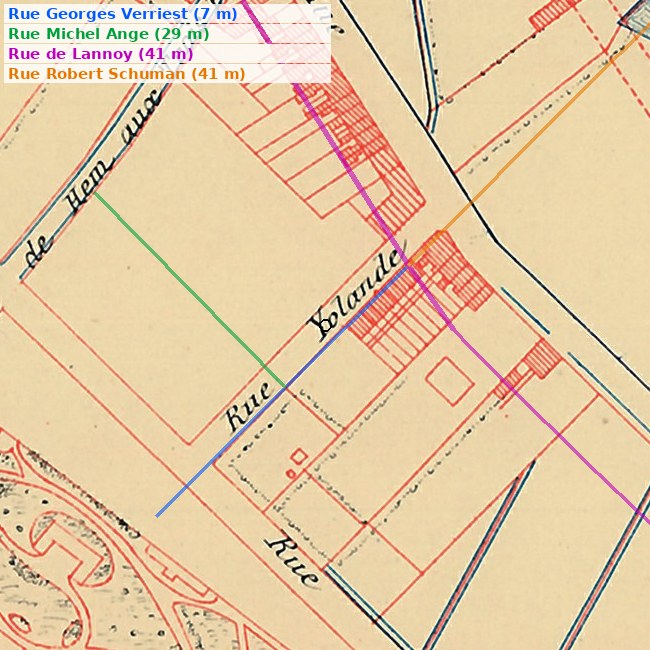 Rue Georges Verriest (7 m)
Rue Michel Ange (29 m)
Rue de Lannoy (41 m)
Rue Robert Schuman (41 m)
de Hem aux
Rue Yolande
Rue